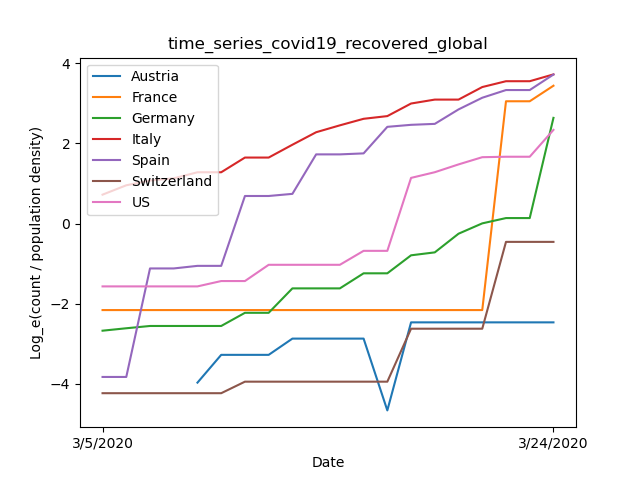 time_series_covid19_recovered_global
Log_e(count / population density)
4
2
0
−2
−4
Austria
France
Germany
Italy
Spain
Switzerland
US
3/5/2020
3/24/2020
Date